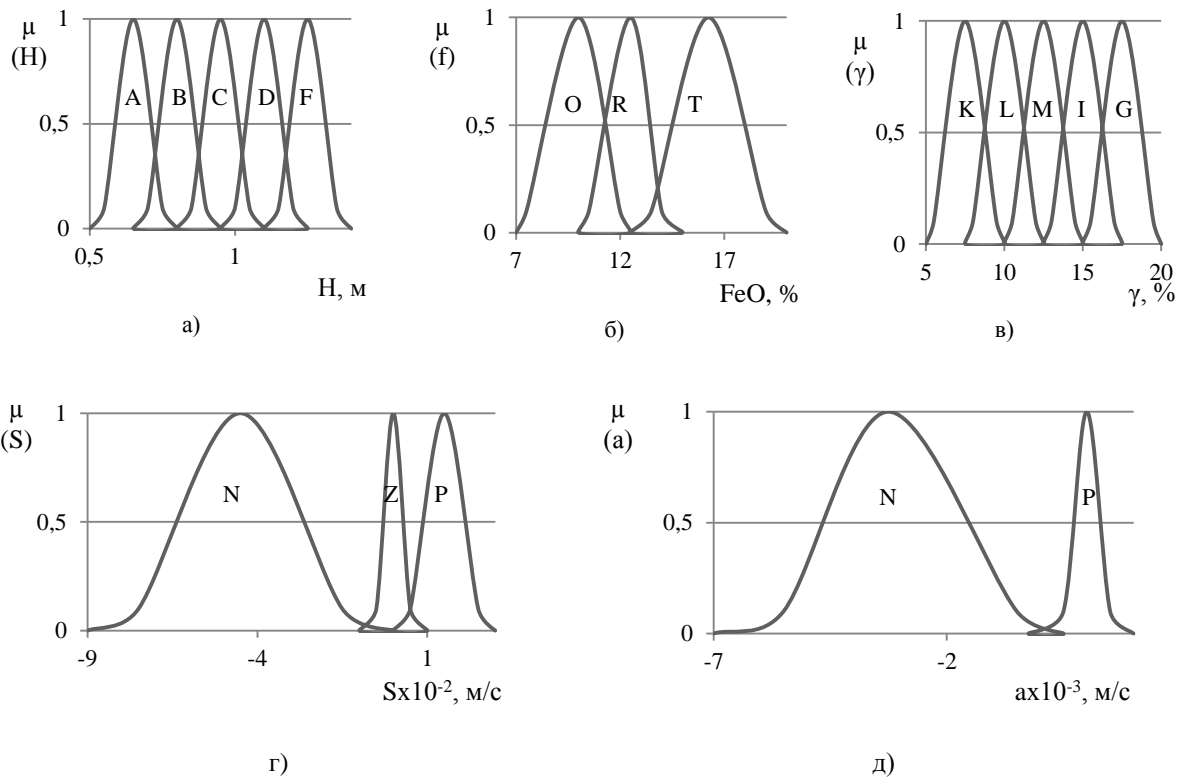 μ
(H)
1
0,5
0
A
B
C
D
F
0,5
1
H, м
а)
μ
(f)
1
0,5
0
O
R
T
7
12
17
FeO, %
б)
μ
(γ)
1
0,5
0
K
L
M
I
G
5
10
15
20
γ, %
в)
μ
(S)
1
0,5
0
N
Z
P
-9
-4
1
Sx10-2, м/с
г)
μ
(a)
1
0,5
0
N
P
-7
-2
ax10-3, м/с
д)